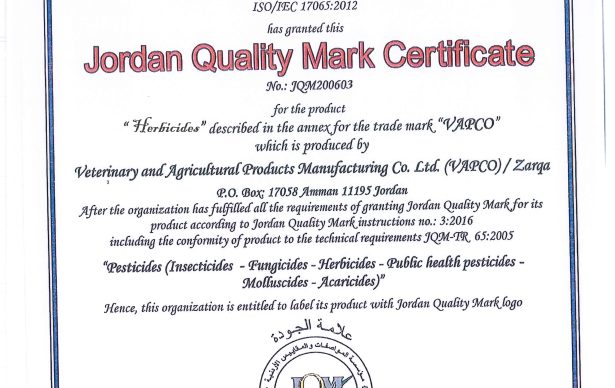 ISO/IEC 17065:2012
has granted this
Jordan Quality Mark Certificate
No.: JQM200603
for the product
“ Herbicides” described in the annex for the trade mark “VAPCO”
which is produced by
Veterinary and Agricultural Products Manufacturing Co. Ltd. (VAPCO) / Zarqa
P.O. Box; 17058 Amman 11195 Jordan
After the organization has fulfilled all the requirements of granting Jordan Quality Mark for its
product according to Jordan Quality Mark instructions no.: 3:2016
including the conformity of product to the technical requirements JQM-TR 65:2005
“Pesticides (Insecticides - Fungicides - Herbicides - Public health pesticides -
Molluscides - Acaricides)”
Hence, this organization is entitled to label its product with Jordan Quality Mark logo
علامة الجودة
مؤسسة المواصفات والمقاييس الأردنية
JQM